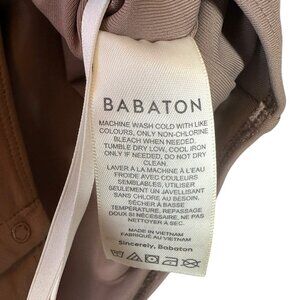 BABATON
MACHINE WASH COLD WITH LIKE
COLOURS, ONLY NON-CHLORINE
BLEACH WHEN NEEDED.
TUMBLE DRY LOW, COOL IRON
ONLY IF NEEDED, DO NOT DRY
CLEAN.
LAVER À LA MACHINE À L'EAU
FROIDE AVEC COULEURS
SEMBLABLES, UTILISER
SEULEMENT UN JAVELLISANT
SANS CHLORE AU BESOIN.
SÉCHER À BASSE
TEMPERATURE, REPASSAGE
DOUX SI NÉCESSAIRE, NE PAS
NETTOYER À SEC.
MADE IN VIETNAM
FABRIQUÉ AU VIETNAM
Sincerely, Babaton